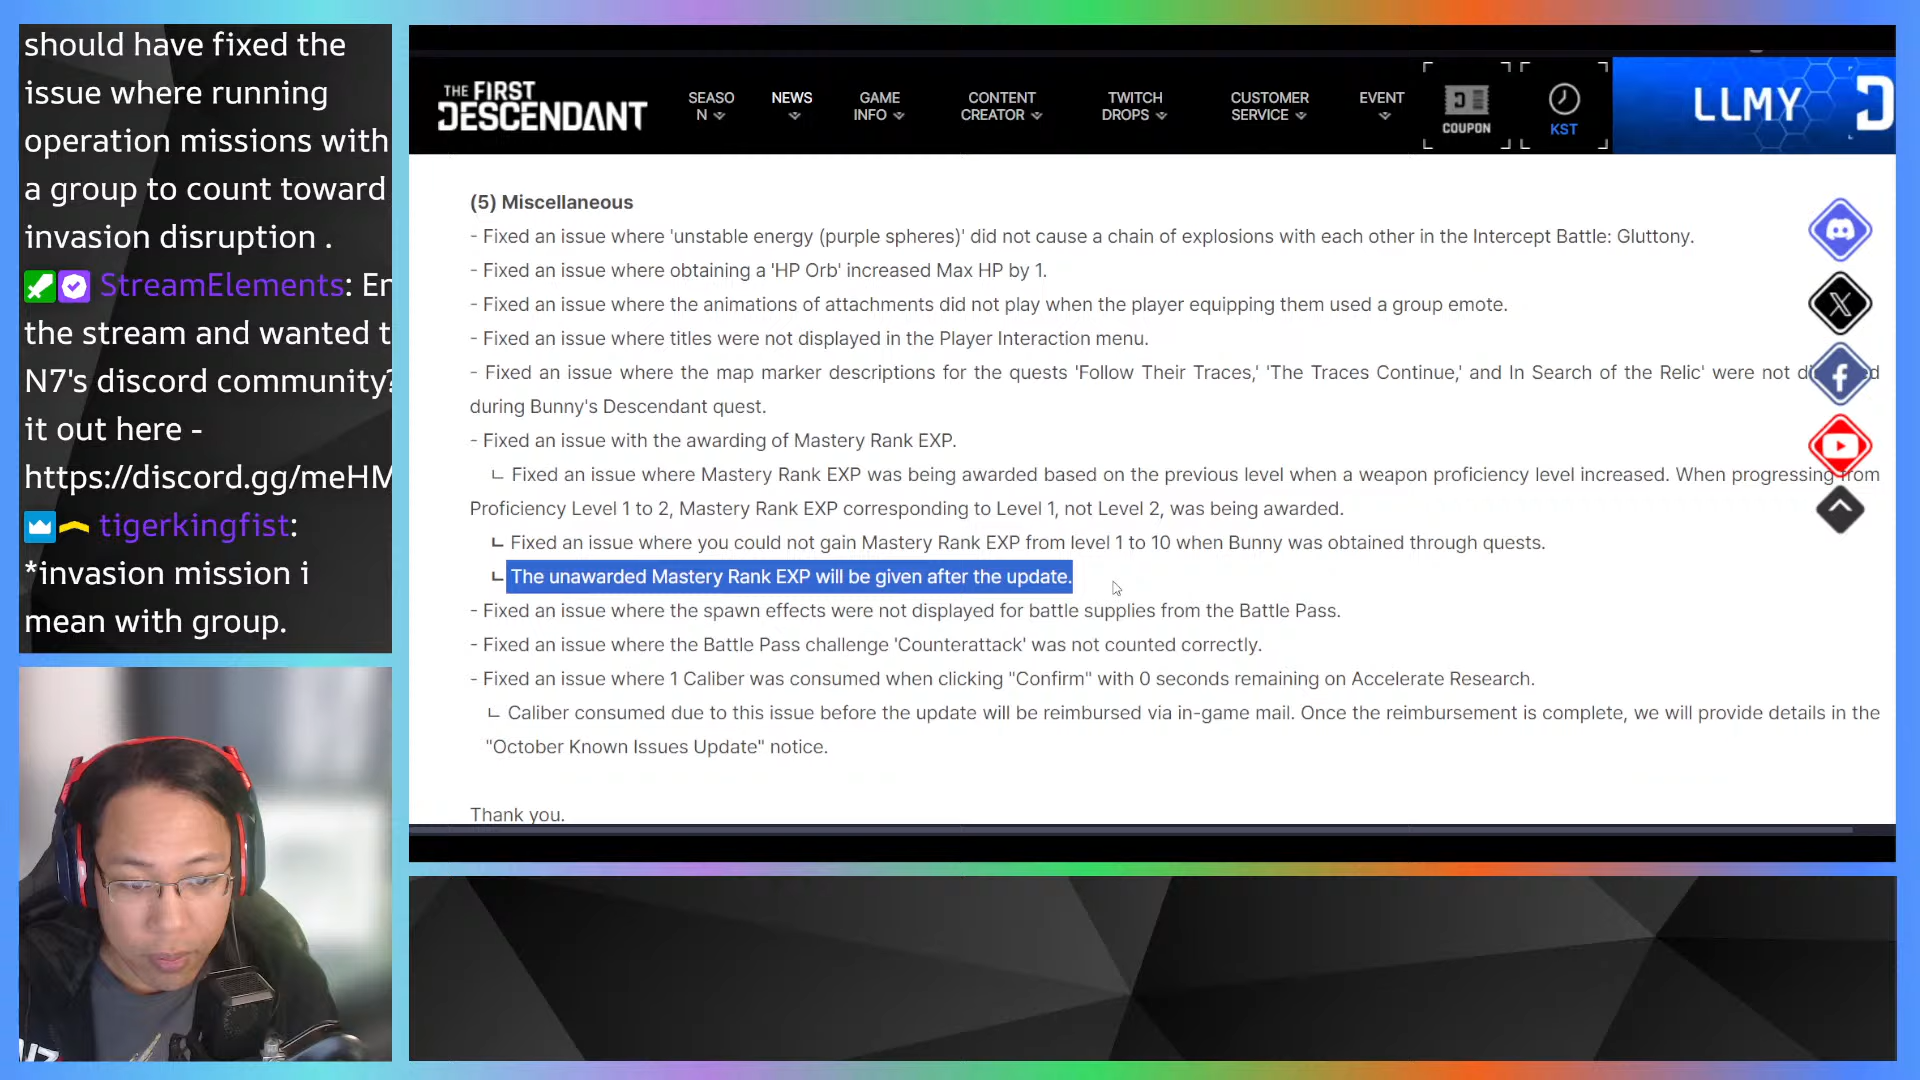 should have fixed the
issue where running
operation missions with
a group to count toward
invasion disruption .
StreamElements: En
the stream and wanted t
N7's discord community?
it out here -
https://discord.gg/meHM
tigerkingfist:
*invasion mission i
mean with group.
THE FIRST
DESCENDANT
SEASO
N
NEWS
GAME
INFO
CONTENT
CREATOR
TWITCH
DROPS
CUSTOMER
SERVICE
EVENT
COUPON
KST
LLMY
(5) Miscellaneous
- Fixed an issue where 'unstable energy (purple spheres)' did not cause a chain of explosions with each other in the Intercept Battle: Gluttony.
- Fixed an issue where obtaining a 'HP Orb' increased Max HP by 1.
- Fixed an issue where the animations of attachments did not play when the player equipping them used a group emote.
- Fixed an issue where titles were not displayed in the Player Interaction menu.
- Fixed an issue where the map marker descriptions for the quests 'Follow Their Traces,' 'The Traces Continue,' and In Search of the Relic' were not
during Bunny's Descendant quest.
- Fixed an issue with the awarding of Mastery Rank EXP.
ㄴ Fixed an issue where Mastery Rank EXP was being awarded based on the previous level when a weapon proficiency level increased. When progressing from
Proficiency Level 1 to 2, Mastery Rank EXP corresponding to Level 1, not Level 2, was being awarded.
ㄴ Fixed an issue where you could not gain Mastery Rank EXP from level 1 to 10 when Bunny was obtained through quests.
ㄴ The unawarded Mastery Rank EXP will be given after the update.
- Fixed an issue where the spawn effects were not displayed for battle supplies from the Battle Pass.
- Fixed an issue where the Battle Pass challenge 'Counterattack' was not counted correctly.
- Fixed an issue where 1 Caliber was consumed when clicking "Confirm" with 0 seconds remaining on Accelerate Research.
ㄴ Caliber consumed due to this issue before the update will be reimbursed via in-game mail. Once the reimbursement is complete, we will provide details in the
"October Known Issues Update" notice.
Thank you.